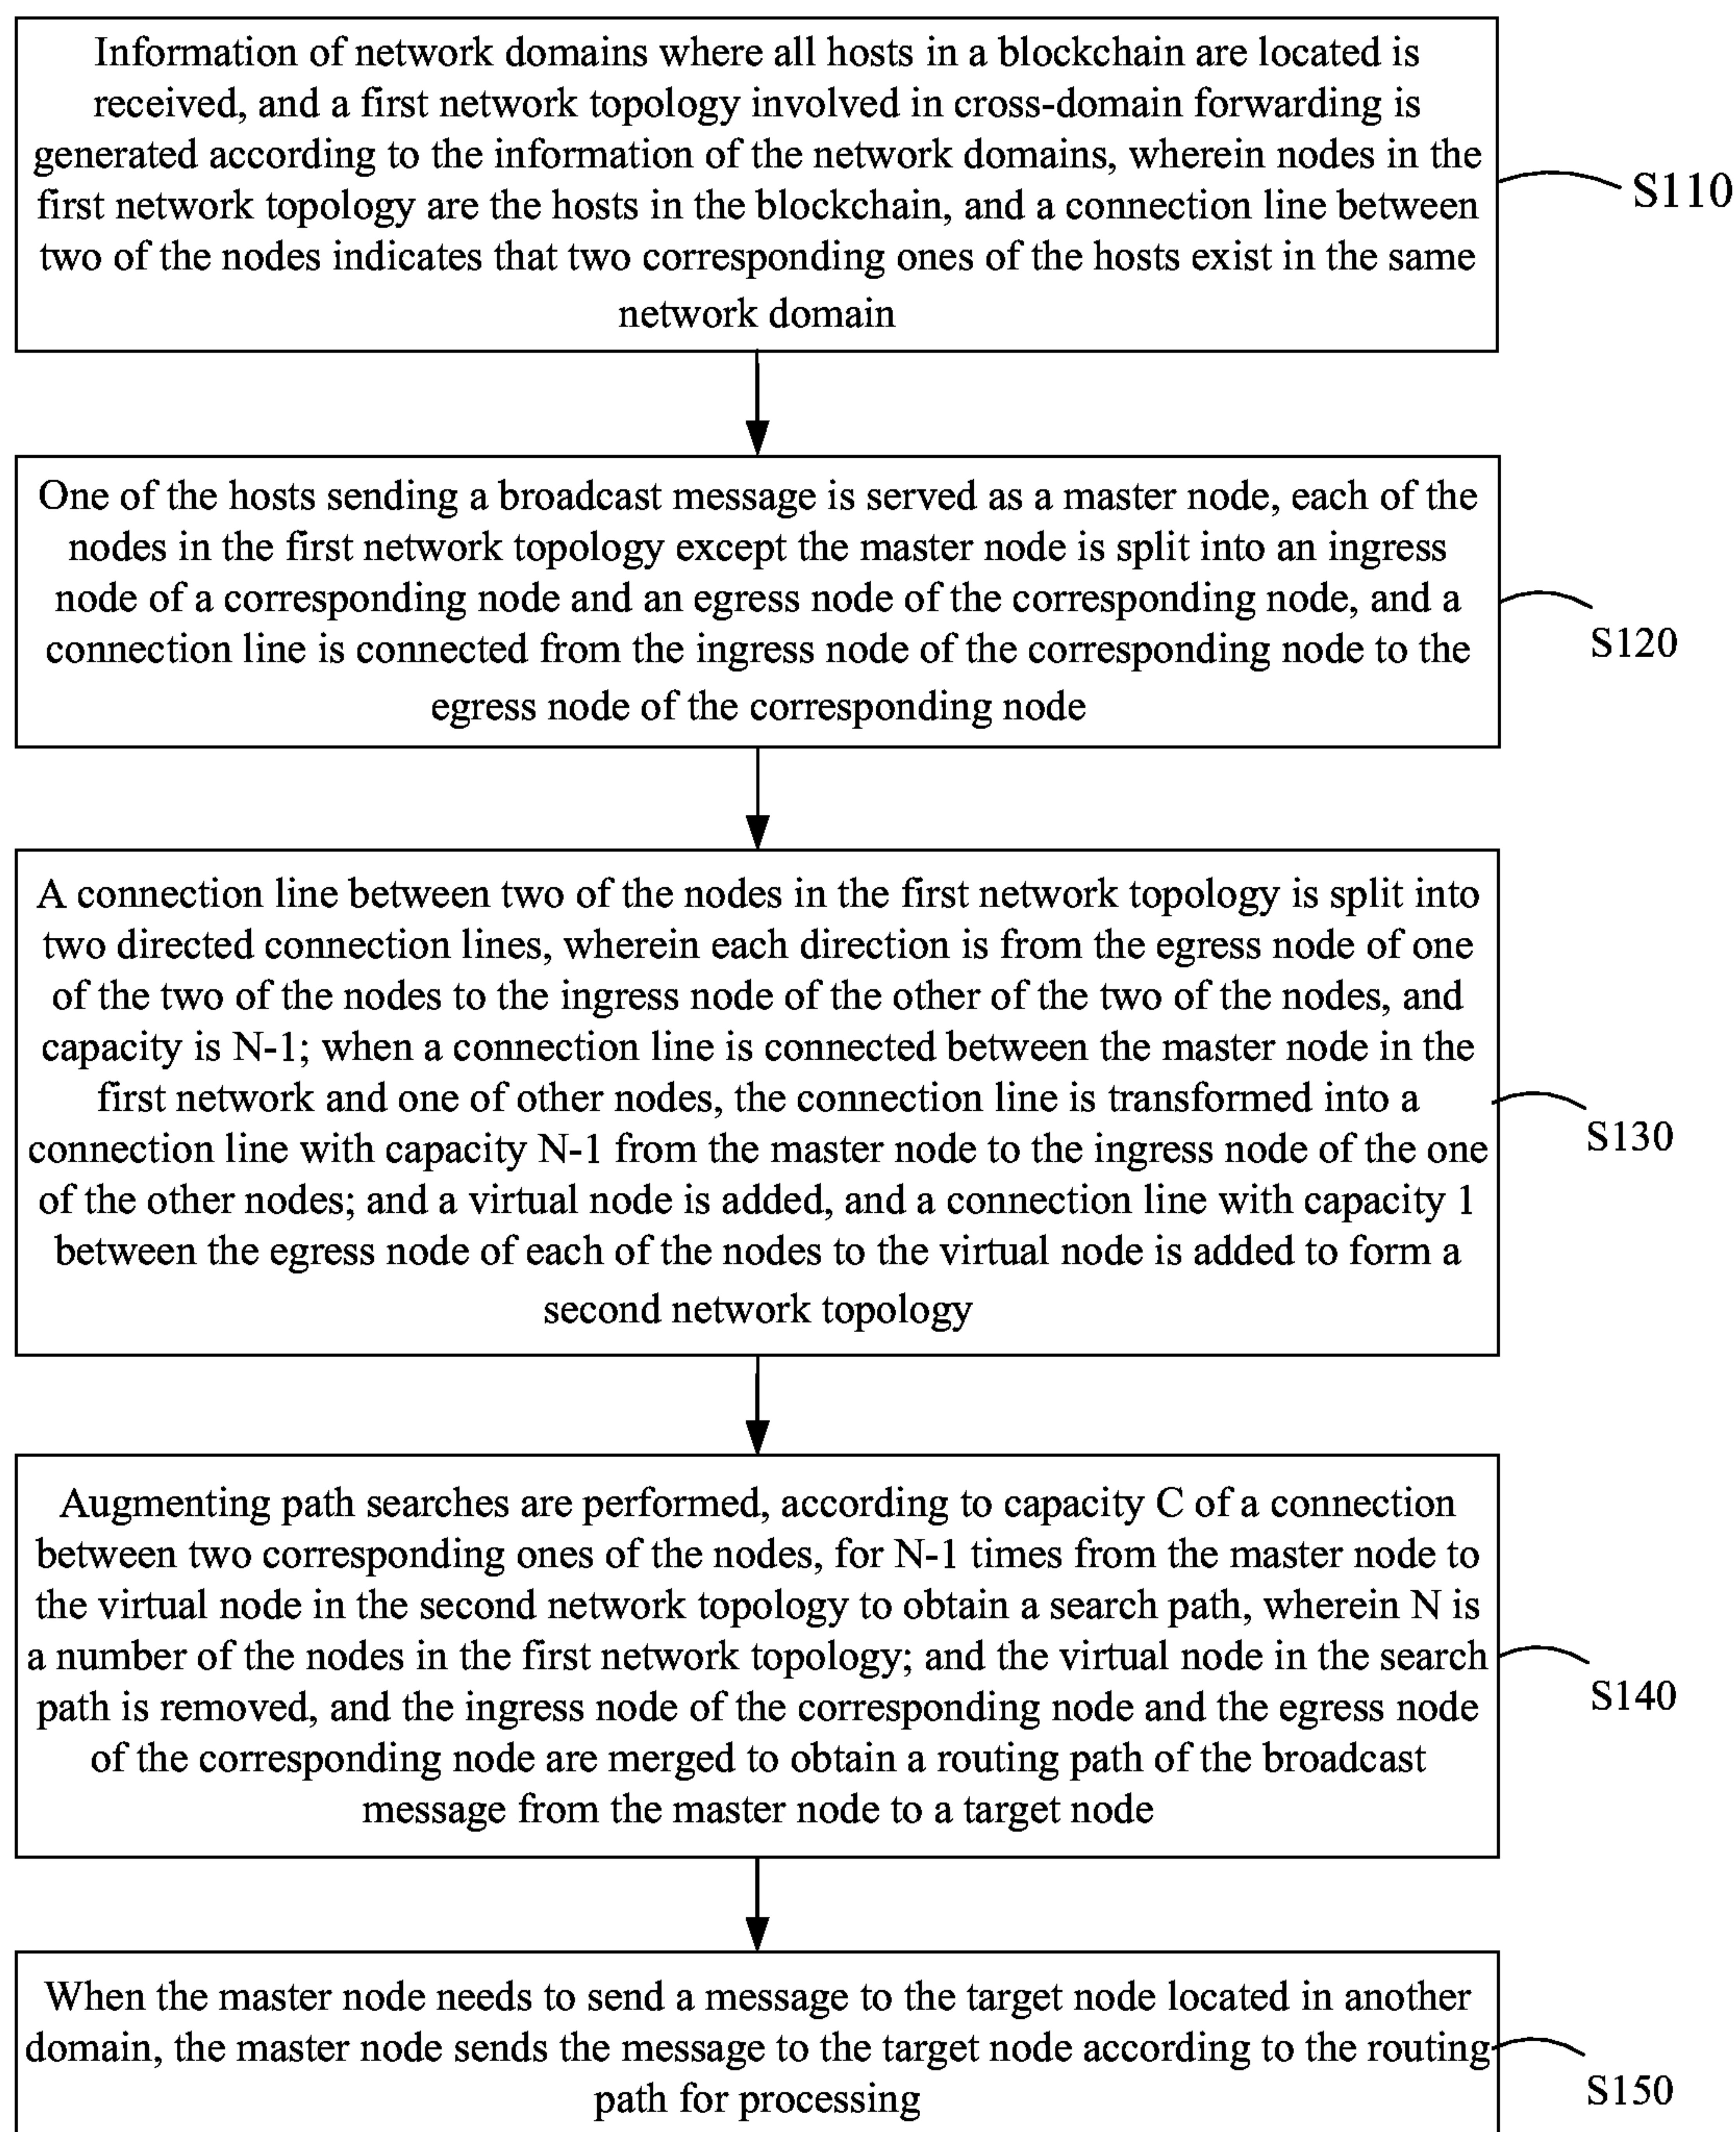 Information of network domains where all hosts in a blockchain are located is
received, and a first network topology involved in cross-domain forwarding is
generated according to the information of the network domains, wherein nodes in the
first network topology are the hosts in the blockchain, and a connection line between
two of the nodes indicates that two corresponding ones of the hosts exist in the same
network domain
S110
One of the hosts sending a broadcast message is served as a master node, each of the
nodes in the first network topology except the master node is split into an ingress
node of a corresponding node and an egress node of the corresponding node, and a
connection line is connected from the ingress node of the corresponding node to the
egress node of the corresponding node
S120
A connection line between two of the nodes in the first network topology is split into
two directed connection lines, wherein each direction is from the egress node of one
of the two of the nodes to the ingress node of the other of the two of the nodes, and
capacity is N-1; when a connection line is connected between the master node in the
first network and one of other nodes, the connection line is transformed into a
connection line with capacity N-1 from the master node to the ingress node of the one
of the other nodes; and a virtual node is added, and a connection line with capacity 1
between the egress node of each of the nodes to the virtual node is added to form a
second network topology
S130
Augmenting path searches are performed, according to capacity C of a connection
between two corresponding ones of the nodes, for N-1 times from the master node to
the virtual node in the second network topology to obtain a search path, wherein N is
a number of the nodes in the first network topology; and the virtual node in the search
path is removed, and the ingress node of the corresponding node and the egress node
of the corresponding node are merged to obtain a routing path of the broadcast
message from the master node to a target node
S140
When the master node needs to send a message to the target node located in another
domain, the master node sends the message to the target node according to the routing
path for processing
S150